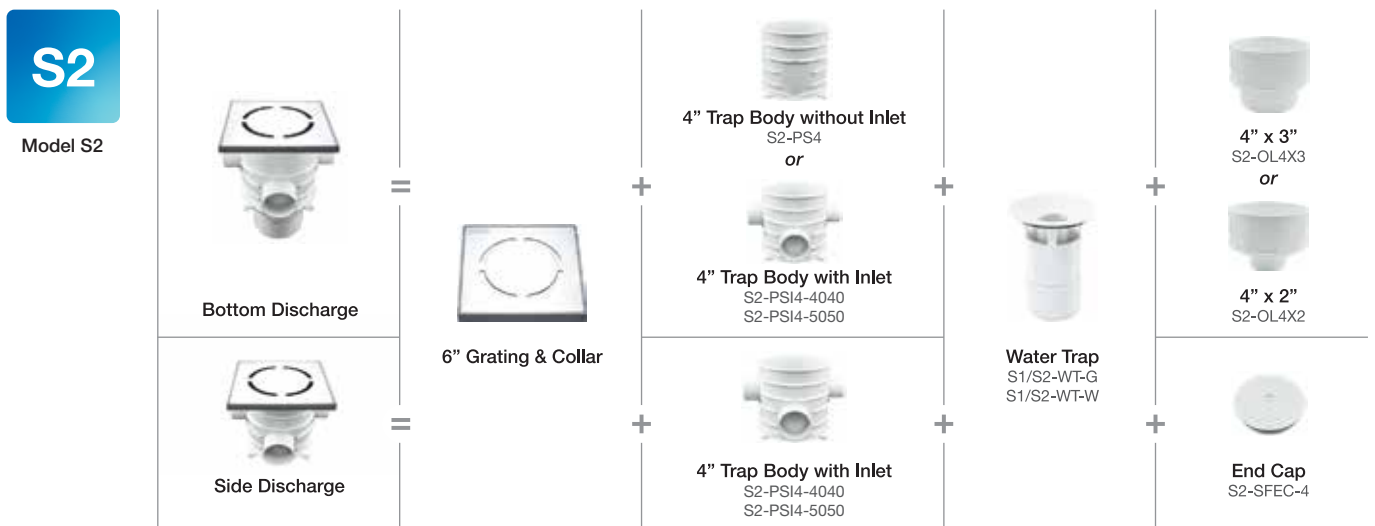 S2
Model S2
Bottom Discharge
=
6” Grating & Collar
+
4” Trap Body without Inlet
S2-PS4
or
4” Trap Body with Inlet
S2-PSI4-4040
S2-PSI4-5050
+
Water Trap
S1/S2-WT-G
S1/S2-WT-W
+
4” x 3”
S2-OL4X3
or
4” x 2”
S2-OL4X2
Side Discharge
=
+
4” Trap Body with Inlet
S2-PSI4-4040
S2-PSI4-5050
+
+
End Cap
S2-SFEC-4